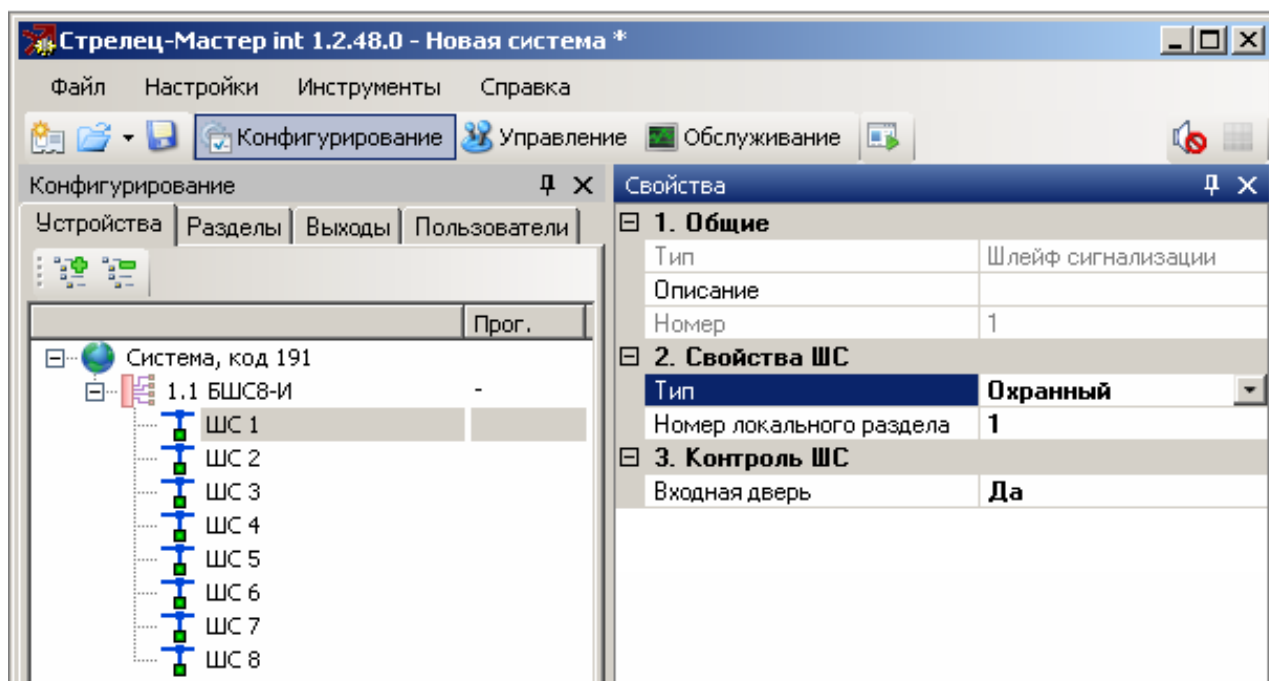 Стрелец-Мастер int 1.2.48.0 - Новая система *
Файл Настройки Инструменты Справка
Конфигурирование Управление Обслуживание
Конфигурирование
Устройства Разделы Выходы Пользователи
Прог.
Система, код 191
1.1 БШС8-И -
ШС 1
ШС 2
ШС 3
ШС 4
ШС 5
ШС 6
ШС 7
ШС 8
Свойства
1. Общие
Тип Шлейф сигнализации
Описание
Номер 1
2. Свойства ШС
Тип Охранный
Номер локального раздела 1
3. Контроль ШС
Входная дверь Да